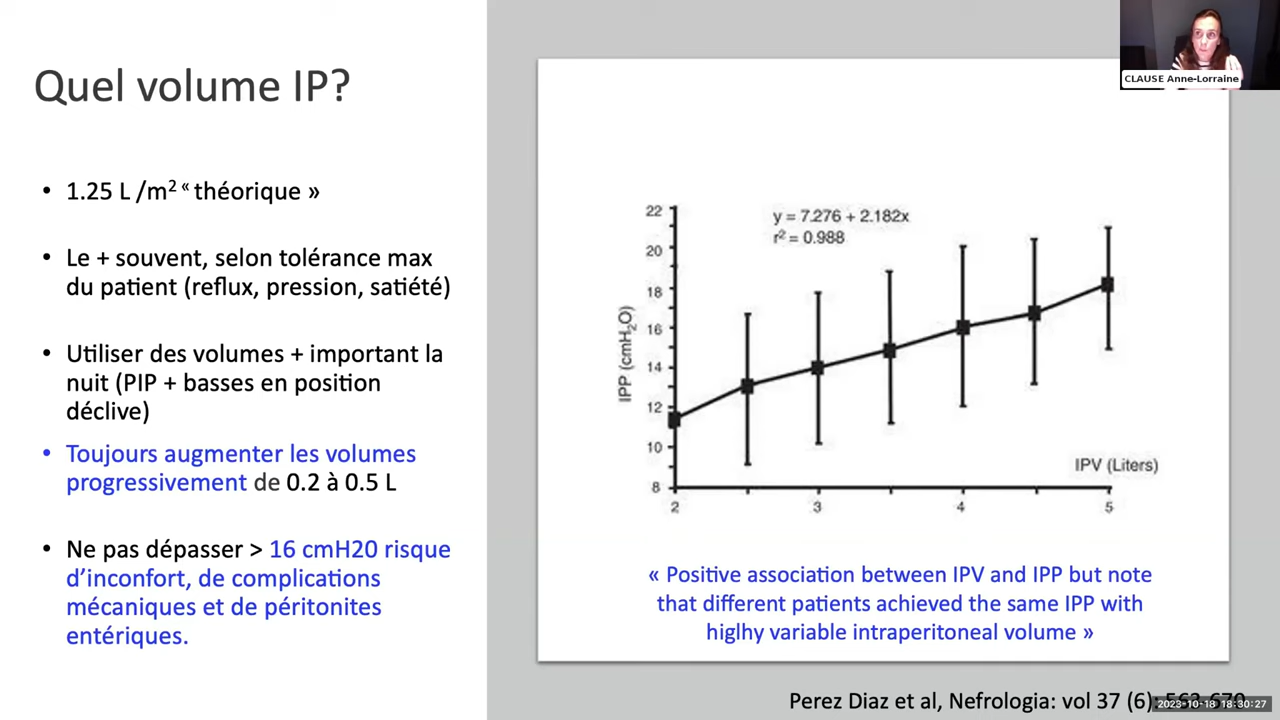 Quel volume IP?
• 1.25 L /m² « théorique »
• Le + souvent, selon tolérance max
du patient (reflux, pression, satiété)
• Utiliser des volumes + important la
nuit (PIP + basses en position
déclive)
• Toujours augmenter les volumes
progressivement de 0.2 à 0.5 L
• Ne pas dépasser > 16 cmH20 risque
d’inconfort, de complications
mécaniques et de péritonites
entériques.
CLAUSE Anne-Lorraine
y = 7.276 + 2.182x
r² = 0.988
IPP (cmH₂O)
22
20
18
16
14
12
10
8
IPV (Liters)
2 3 4 5
« Positive association between IPV and IPP but note
that different patients achieved the same IPP with
higlhy variable intraperitoneal volume »
Perez Diaz et al, Nefrologia: vol 37 (6):
2023-10-18 18:30:27